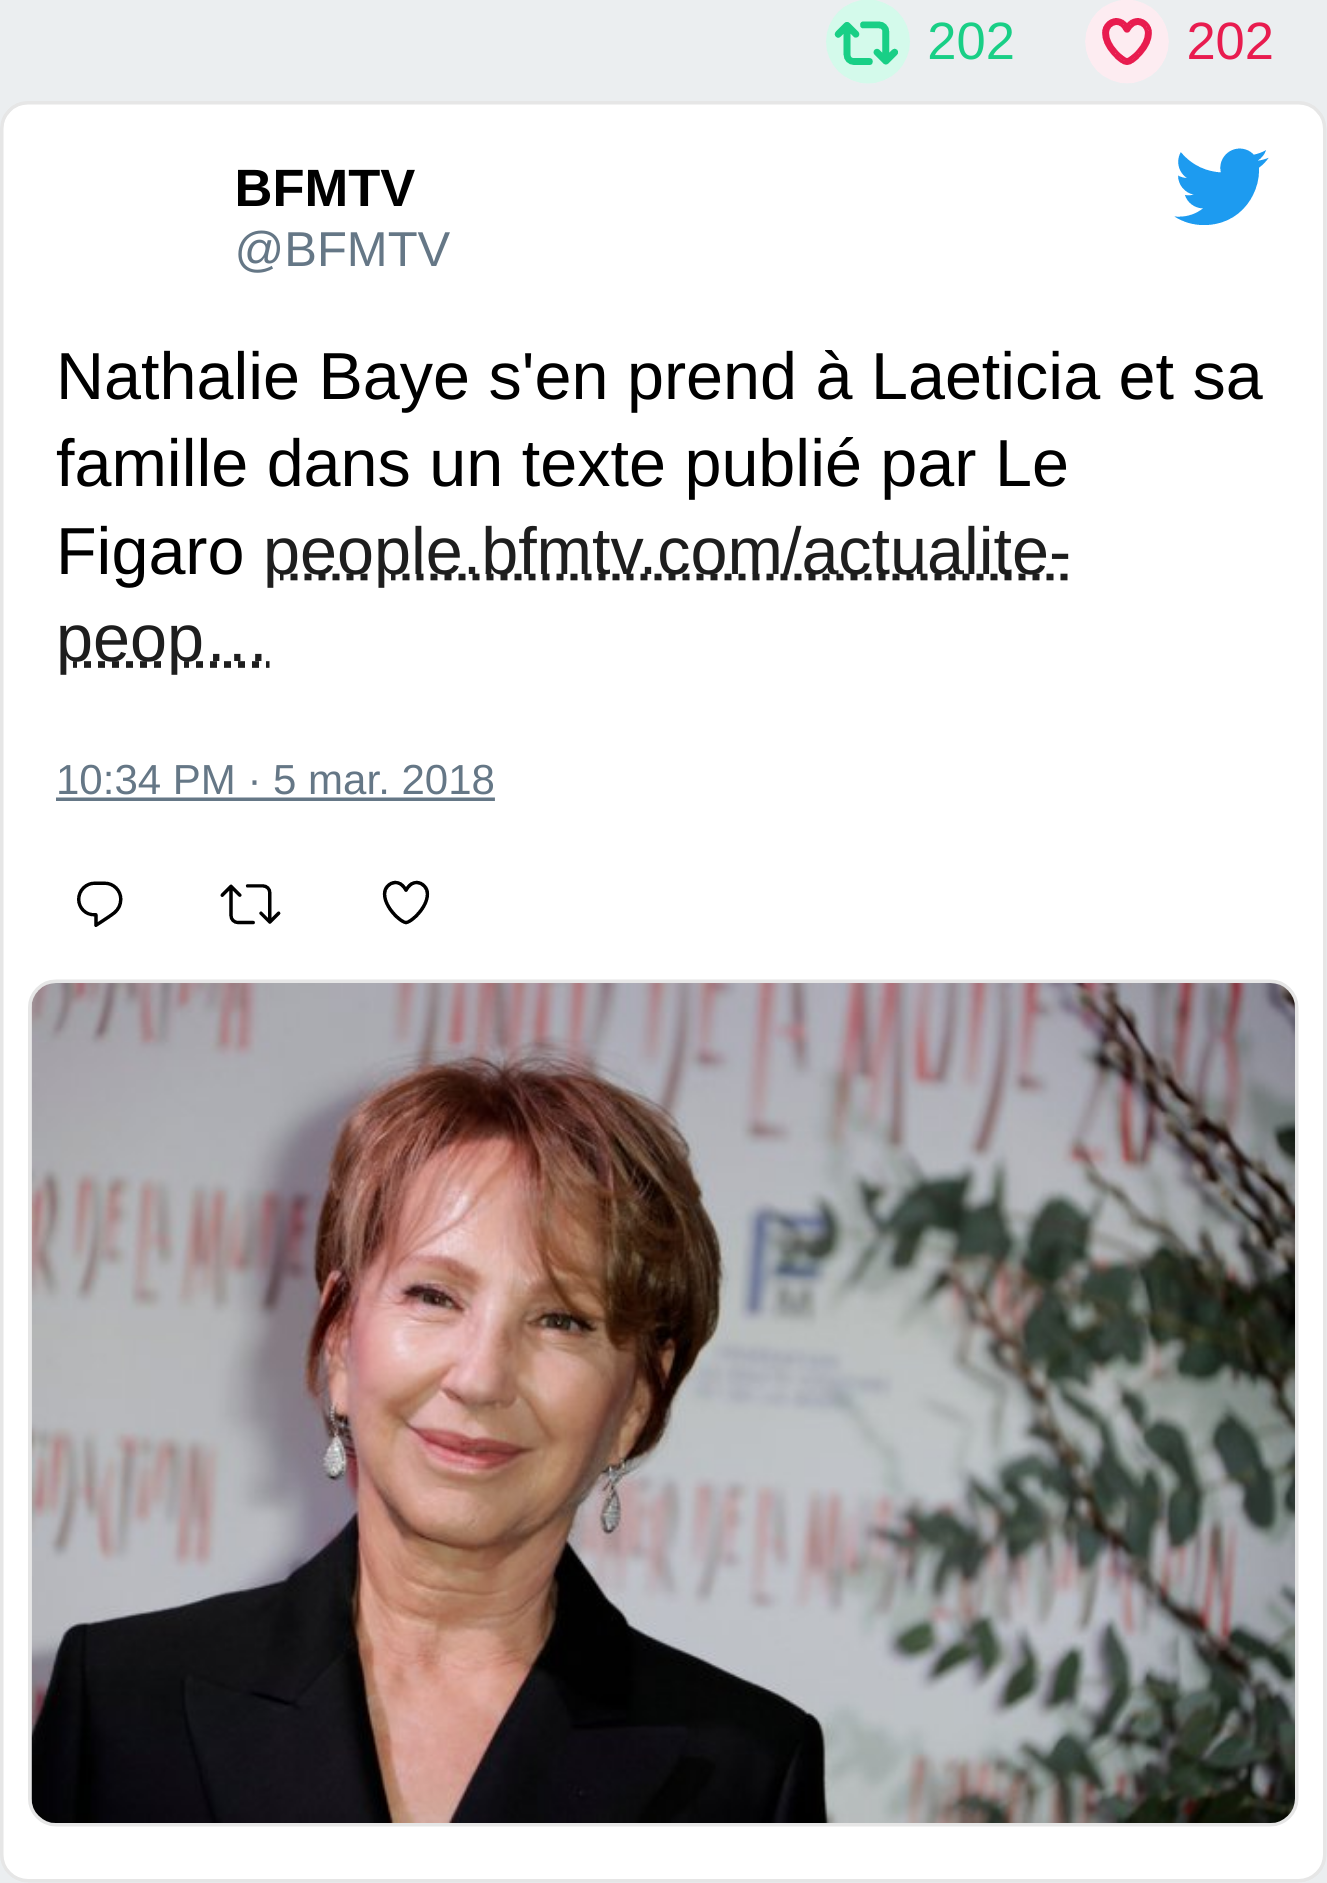 202 202
BFMTV
@BFMTV
Nathalie Baye s'en prend à Laeticia et sa
famille dans un texte publié par Le
Figaro people.bfmtv.com/actualite-
peop…
10:34 PM · 5 mar. 2018